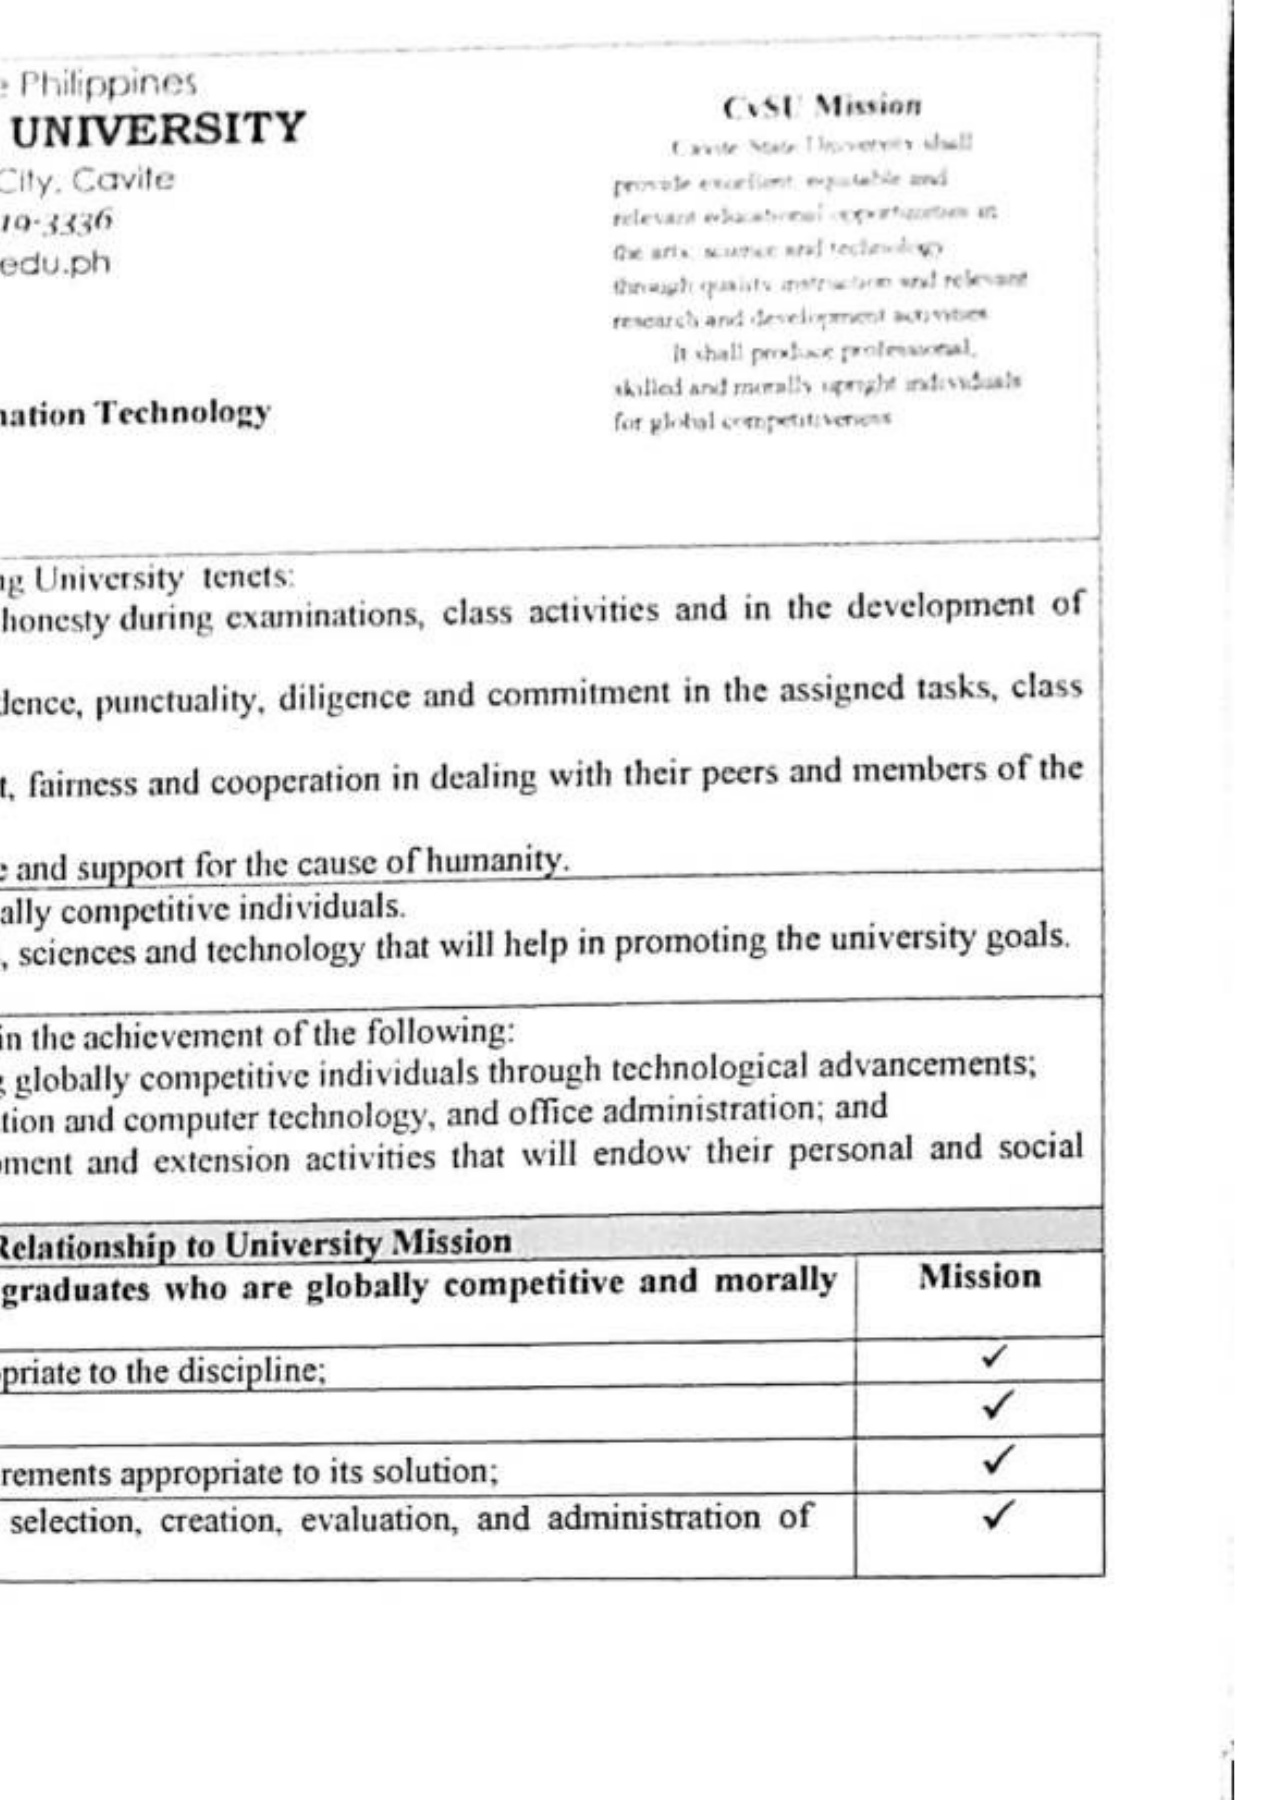 e Philippines
UNIVERSITY
City, Cavite
19-3336
edu.ph
nation Technology
CvSU Mission
Cavite State University shall
provide excellent, equitable and
relevant educational opportunities in
the arts, science and technology
through quality instruction and relevant
research and development activities
It shall produce professional,
skilled and morally upright individuals
for global competitiveness
ng University tenets:
honesty during examinations, class activities and in the development of
dence, punctuality, diligence and commitment in the assigned tasks, class
t, fairness and cooperation in dealing with their peers and members of the
e and support for the cause of humanity.
ally competitive individuals.
, sciences and technology that will help in promoting the university goals.
in the achievement of the following:
g globally competitive individuals through technological advancements;
tion and computer technology, and office administration; and
pment and extension activities that will endow their personal and social
Relationship to University Mission
graduates who are globally competitive and morally
Mission
opriate to the discipline;
✓
✓
rements appropriate to its solution;
✓
selection, creation, evaluation, and administration of
✓